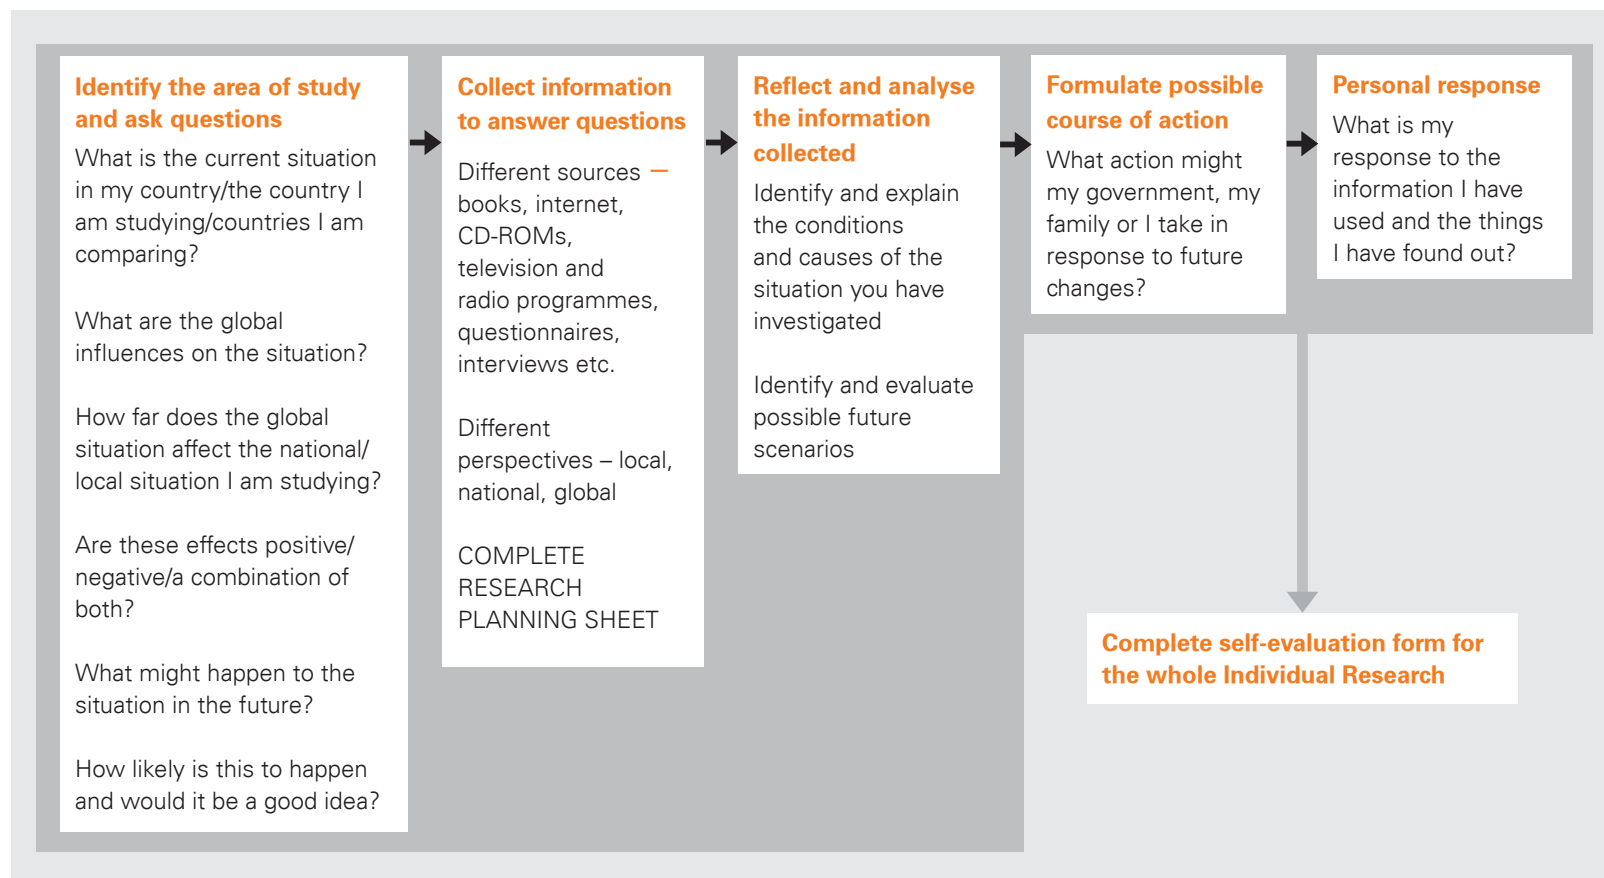 Identify the area of study
and ask questions
What is the current situation
in my country/the country I
am studying/countries I am
comparing?
What are the global
influences on the situation?
How far does the global
situation affect the national/
local situation I am studying?
Are these effects positive/
negative/a combination of
both?
What might happen to the
situation in the future?
How likely is this to happen
and would it be a good idea?
Collect information
to answer questions
Different sources —
books, internet,
CD-ROMs,
television and
radio programmes,
questionnaires,
interviews etc.
Different
perspectives – local,
national, global
COMPLETE
RESEARCH
PLANNING SHEET
Reflect and analyse
the information
collected
Identify and explain
the conditions
and causes of the
situation you have
investigated
Identify and evaluate
possible future
scenarios
Formulate possible
course of action
What action might
my government, my
family or I take in
response to future
changes?
Personal response
What is my
response to the
information I have
used and the things
I have found out?
Complete self-evaluation form for
the whole Individual Research